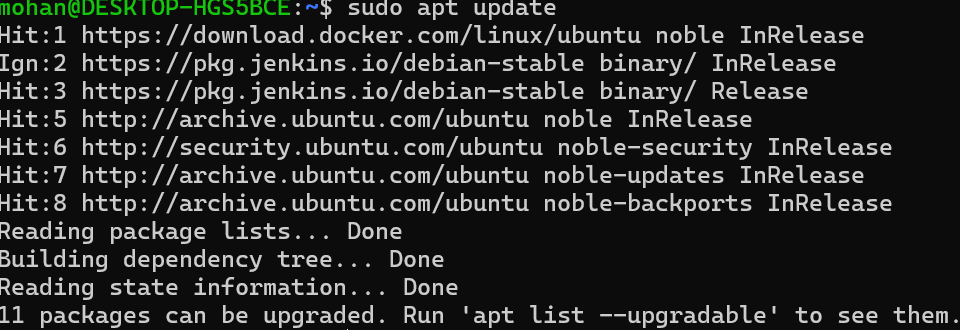 mohan@DESKTOP-HGS5BCE:~$ sudo apt update
Hit:1 https://download.docker.com/linux/ubuntu noble InRelease
Ign:2 https://pkg.jenkins.io/debian-stable binary/ InRelease
Hit:3 https://pkg.jenkins.io/debian-stable binary/ Release
Hit:5 http://archive.ubuntu.com/ubuntu noble InRelease
Hit:6 http://security.ubuntu.com/ubuntu noble-security InRelease
Hit:7 http://archive.ubuntu.com/ubuntu noble-updates InRelease
Hit:8 http://archive.ubuntu.com/ubuntu noble-backports InRelease
Reading package lists... Done
Building dependency tree... Done
Reading state information... Done
11 packages can be upgraded. Run 'apt list --upgradable' to see them.